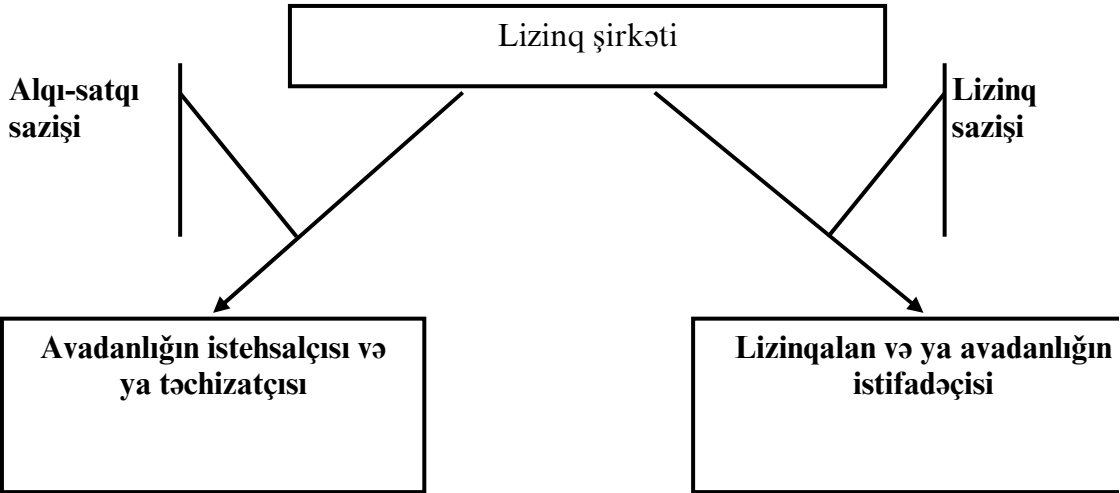 Lizinq şirkəti
Alqı-satqı
sazişi
Lizinq
sazişi
Avadanlığın istehsalçısı və
ya təchizatçısı
Lizinqalan və ya avadanlığın
istifadəçisi